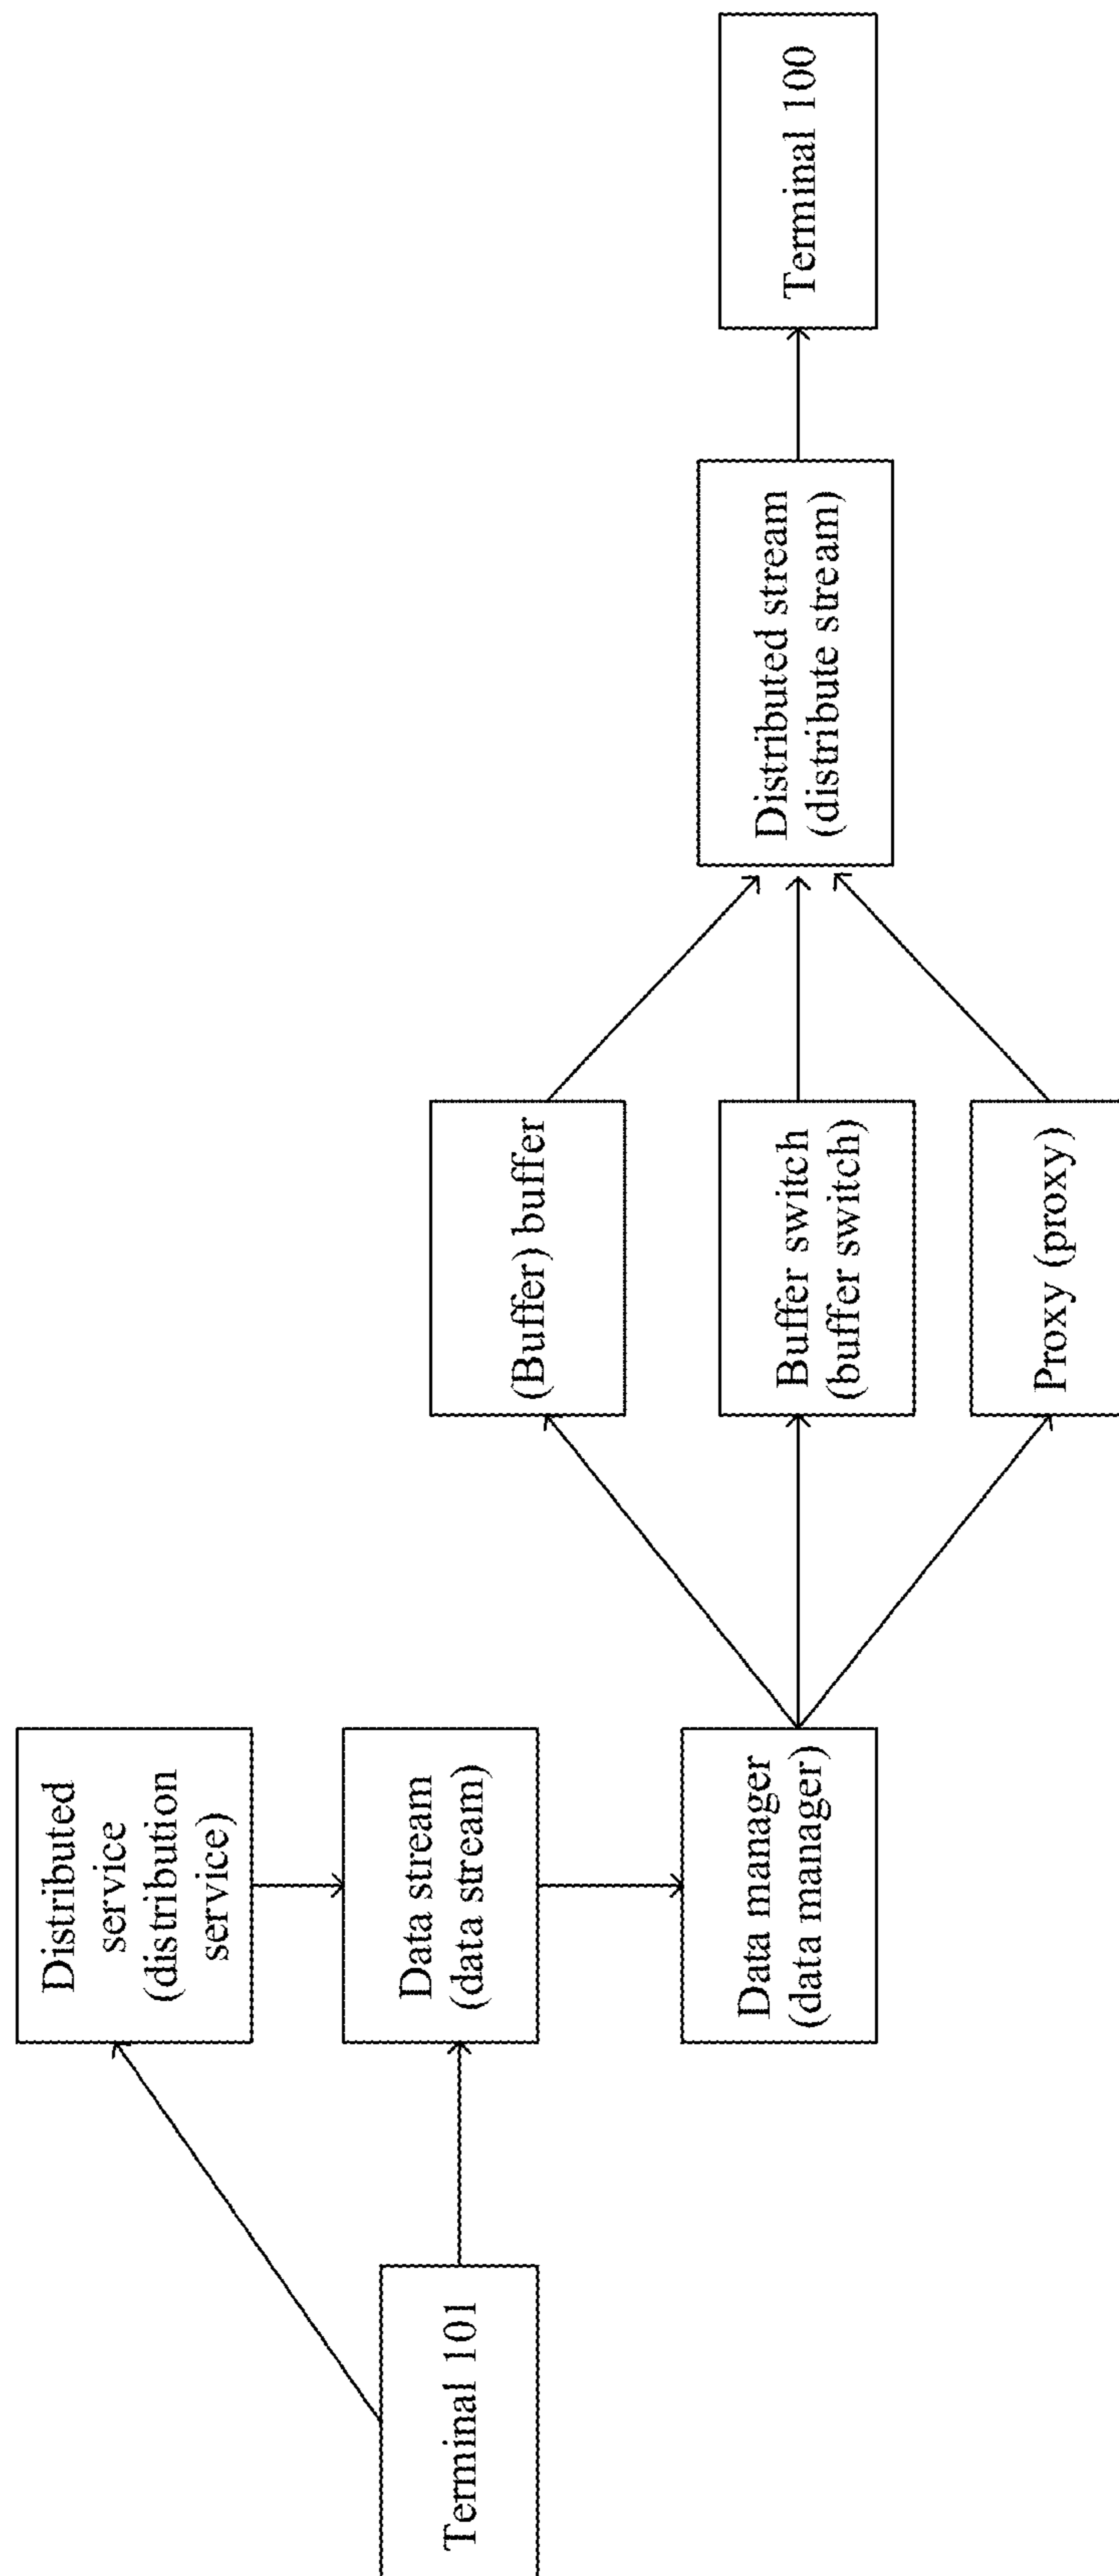 Terminal 101
Distributed
service
(distribution
service)
Data stream
(data stream)
Data manager
(data manager)
(Buffer) buffer
Buffer switch
(buffer switch)
Proxy (proxy)
Distributed stream
(distribute stream)
Terminal 100